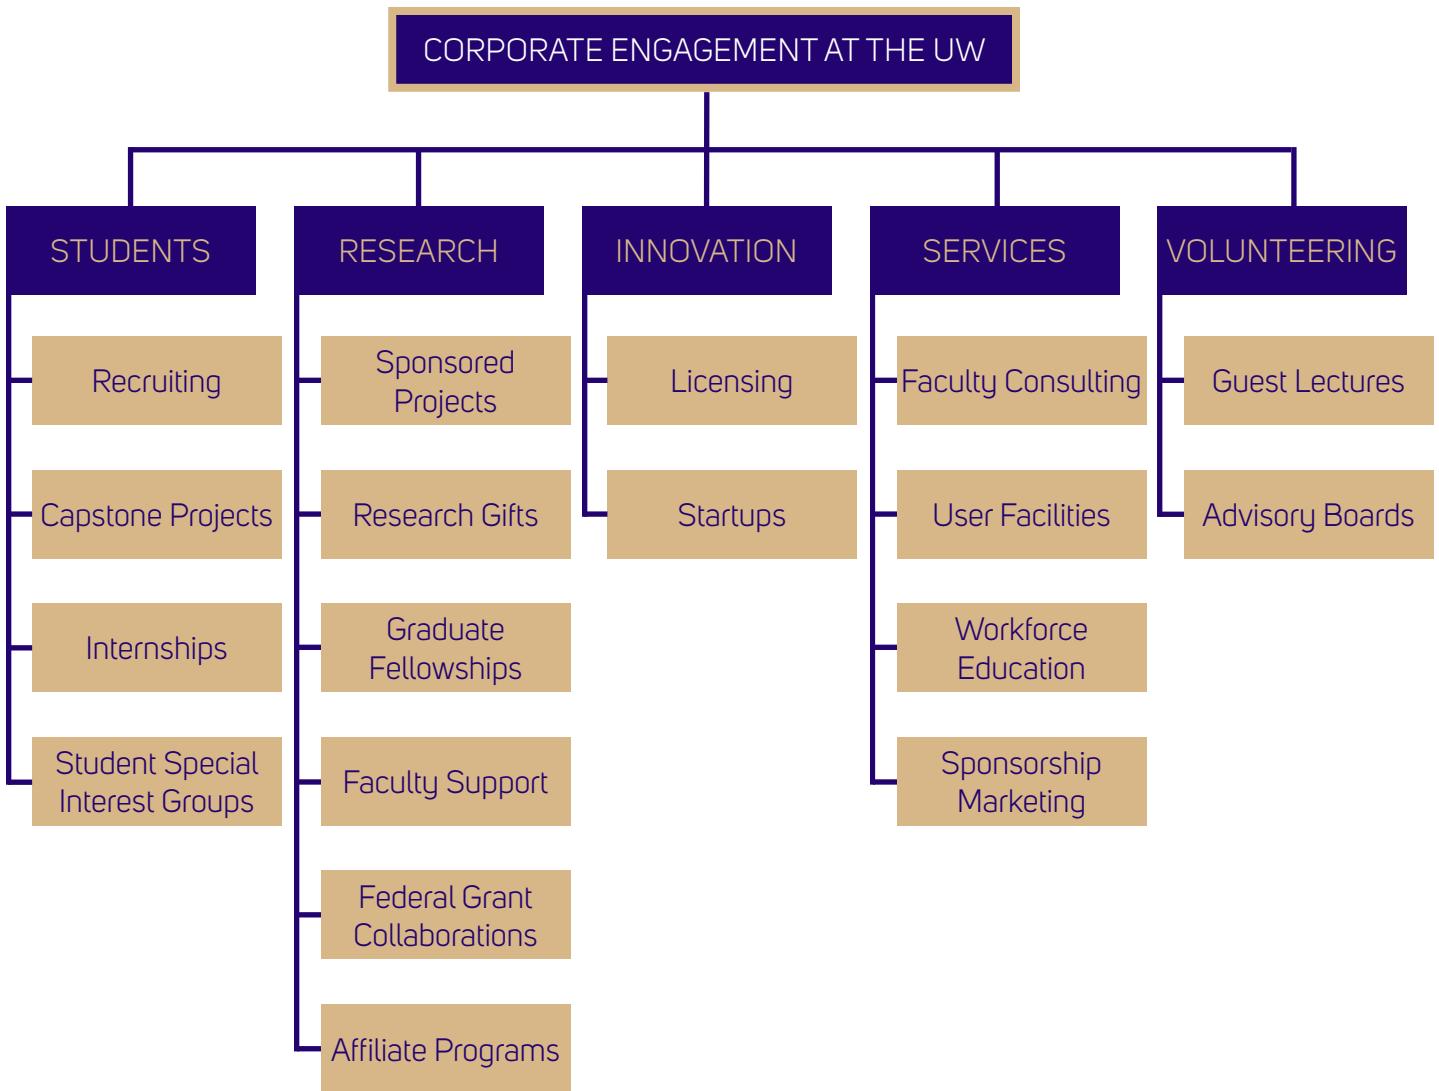 CORPORATE ENGAGEMENT AT THE UW
STUDENTS
Recruiting
Capstone Projects
Internships
Student Special
Interest Groups
RESEARCH
Sponsored
Projects
Research Gifts
Graduate
Fellowships
Faculty Support
Federal Grant
Collaborations
Affiliate Programs
INNOVATION
Licensing
Startups
SERVICES
Faculty Consulting
User Facilities
Workforce
Education
Sponsorship
Marketing
VOLUNTEERING
Guest Lectures
Advisory Boards